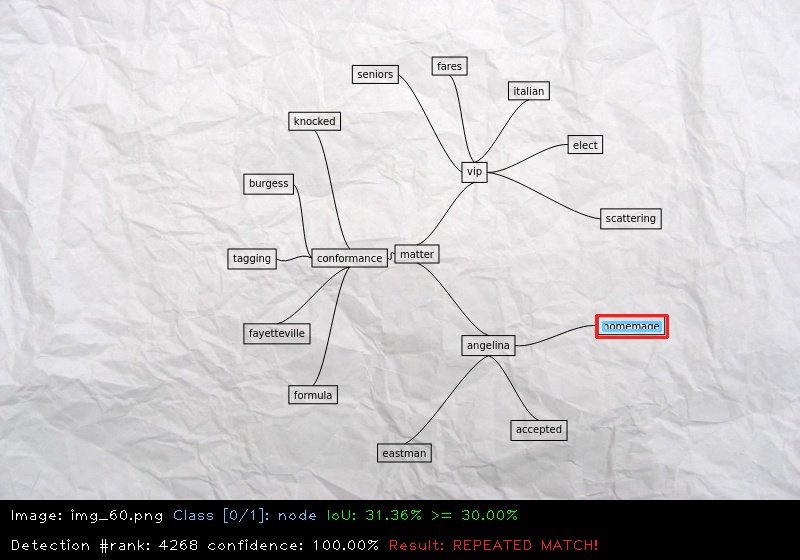 fares
seniors
italian
knocked
elect
vip
burgess
scattering
matter
conformance
tagging
homemage
fayetteville
angelina
formula
accepted
eastman
Image: img_60.png Class [0/1]: node IoU: 31.36% >= 30.00%
Detection #rank: 4268 confidence: 100.00% Result: REPEATED MATCH!